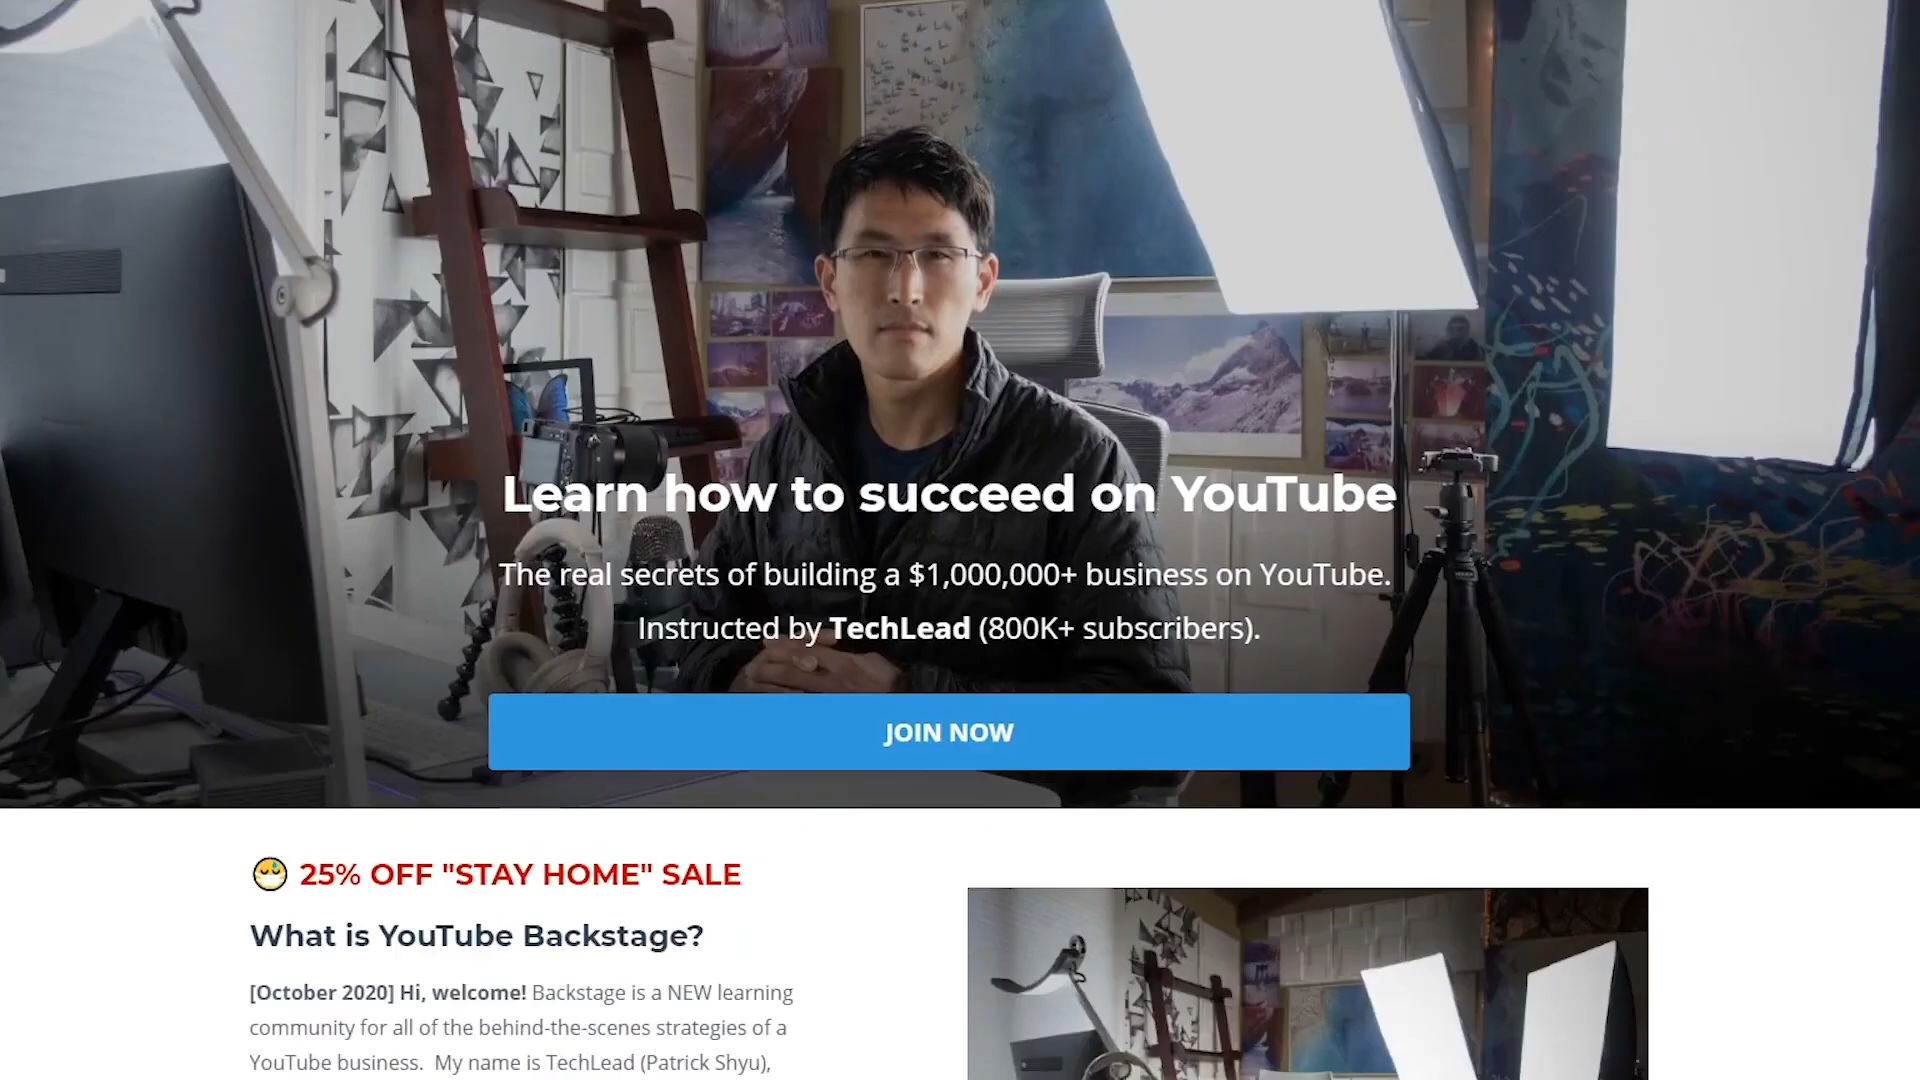 Learn how to succeed on YouTube
The real secrets of building a $1,000,000+ business on YouTube.
Instructed by TechLead (800K+ subscribers).
JOIN NOW
25% OFF "STAY HOME" SALE
What is YouTube Backstage?
[October 2020] Hi, welcome! Backstage is a NEW learning
community for all of the behind-the-scenes strategies of a
YouTube business. My name is TechLead (Patrick Shyu),